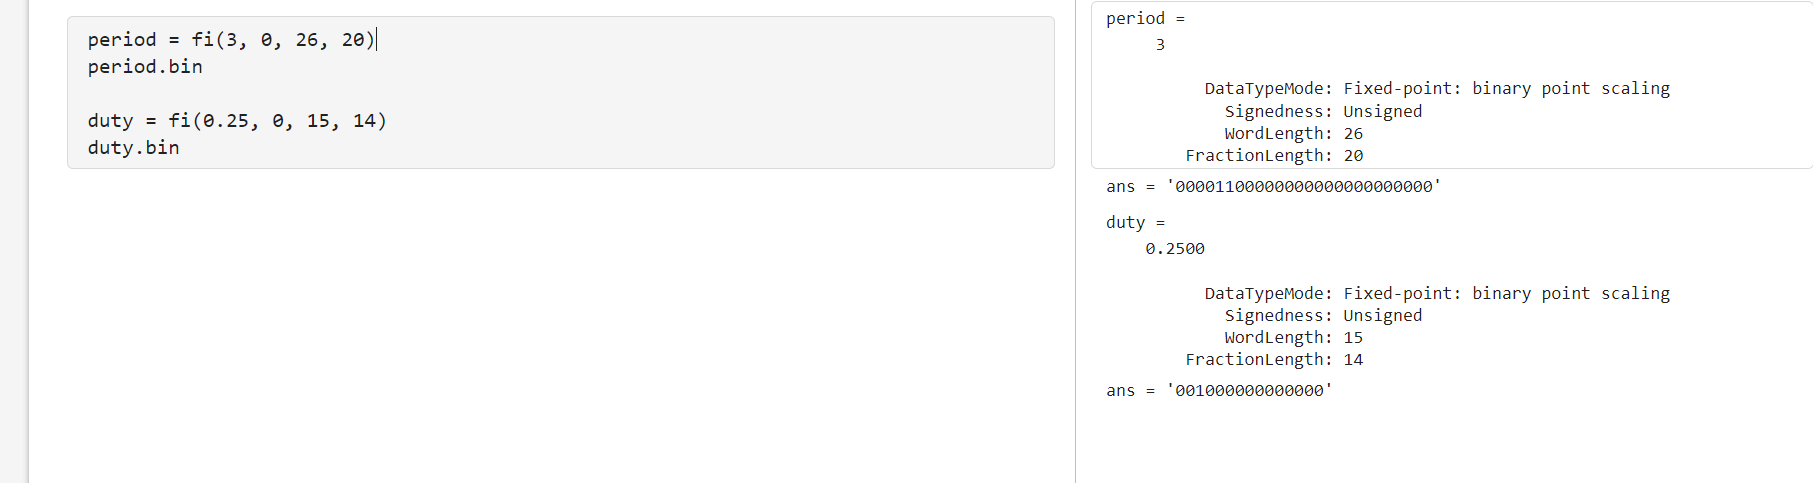 period = fi(3, 0, 26, 20)
period.bin
duty = fi(0.25, 0, 15, 14)
duty.bin
period =
3
DataTypeMode: Fixed-point: binary point scaling
Signedness: Unsigned
WordLength: 26
FractionLength: 20
ans = '00001100000000000000000000'
duty =
0.2500
DataTypeMode: Fixed-point: binary point scaling
Signedness: Unsigned
WordLength: 15
FractionLength: 14
ans = '001000000000000'